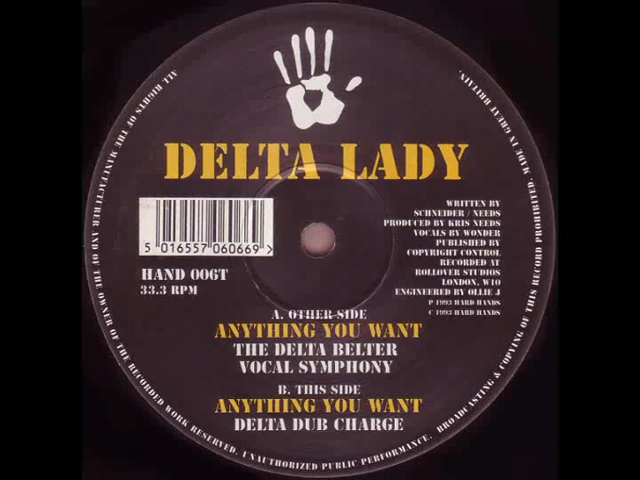 DELTA LADY
5 016557 060669 >
HAND 006T
33.3 RPM
WRITTEN BY
SCHNEIDER / NEEDS
PRODUCED BY KRIS NEEDS
VOCALS BY WONDER
PUBLISHED BY
COPYRIGHT CONTROL
RECORDED AT
ROLLOVER STUDIOS
LONDON, W10
ENGINEERED BY OLLIE J
P 1993 HARD HANDS
C 1993 HARD HANDS
A. OTHER SIDE
ANYTHING YOU WANT
THE DELTA BELTER
VOCAL SYMPHONY
B. THIS SIDE
ANYTHING YOU WANT
DELTA DUB CHARGE
ALL RIGHTS OF THE MANUFACTURER AND OF THE OWNER OF THE RECORDED WORK RESERVED. UNAUTHORIZED PUBLIC PERFORMANCE. BROADCASTING & COPYING OF THIS RECORD PROHIBITED. MADE IN GREAT BRITAIN.